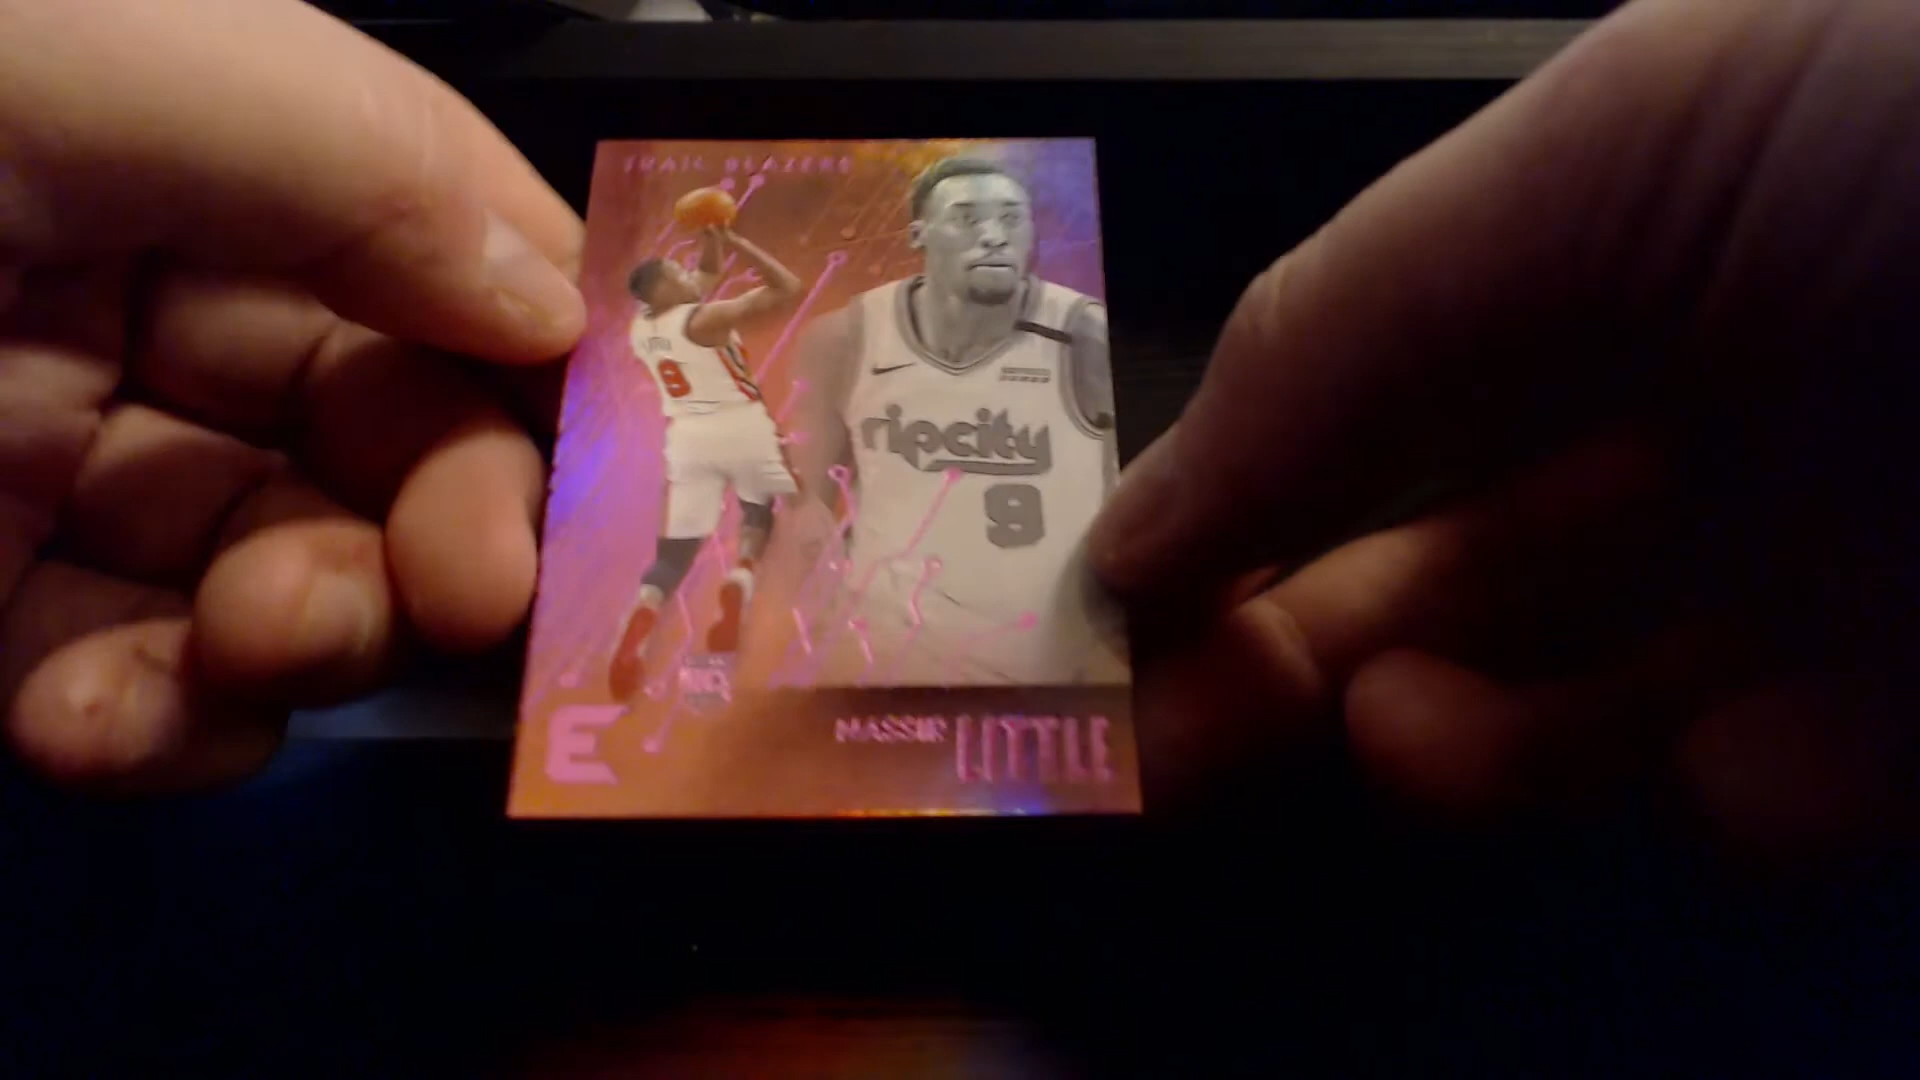 TRAIL BLAZERS
9
ripcity
9
NASSIR LITTLE
E